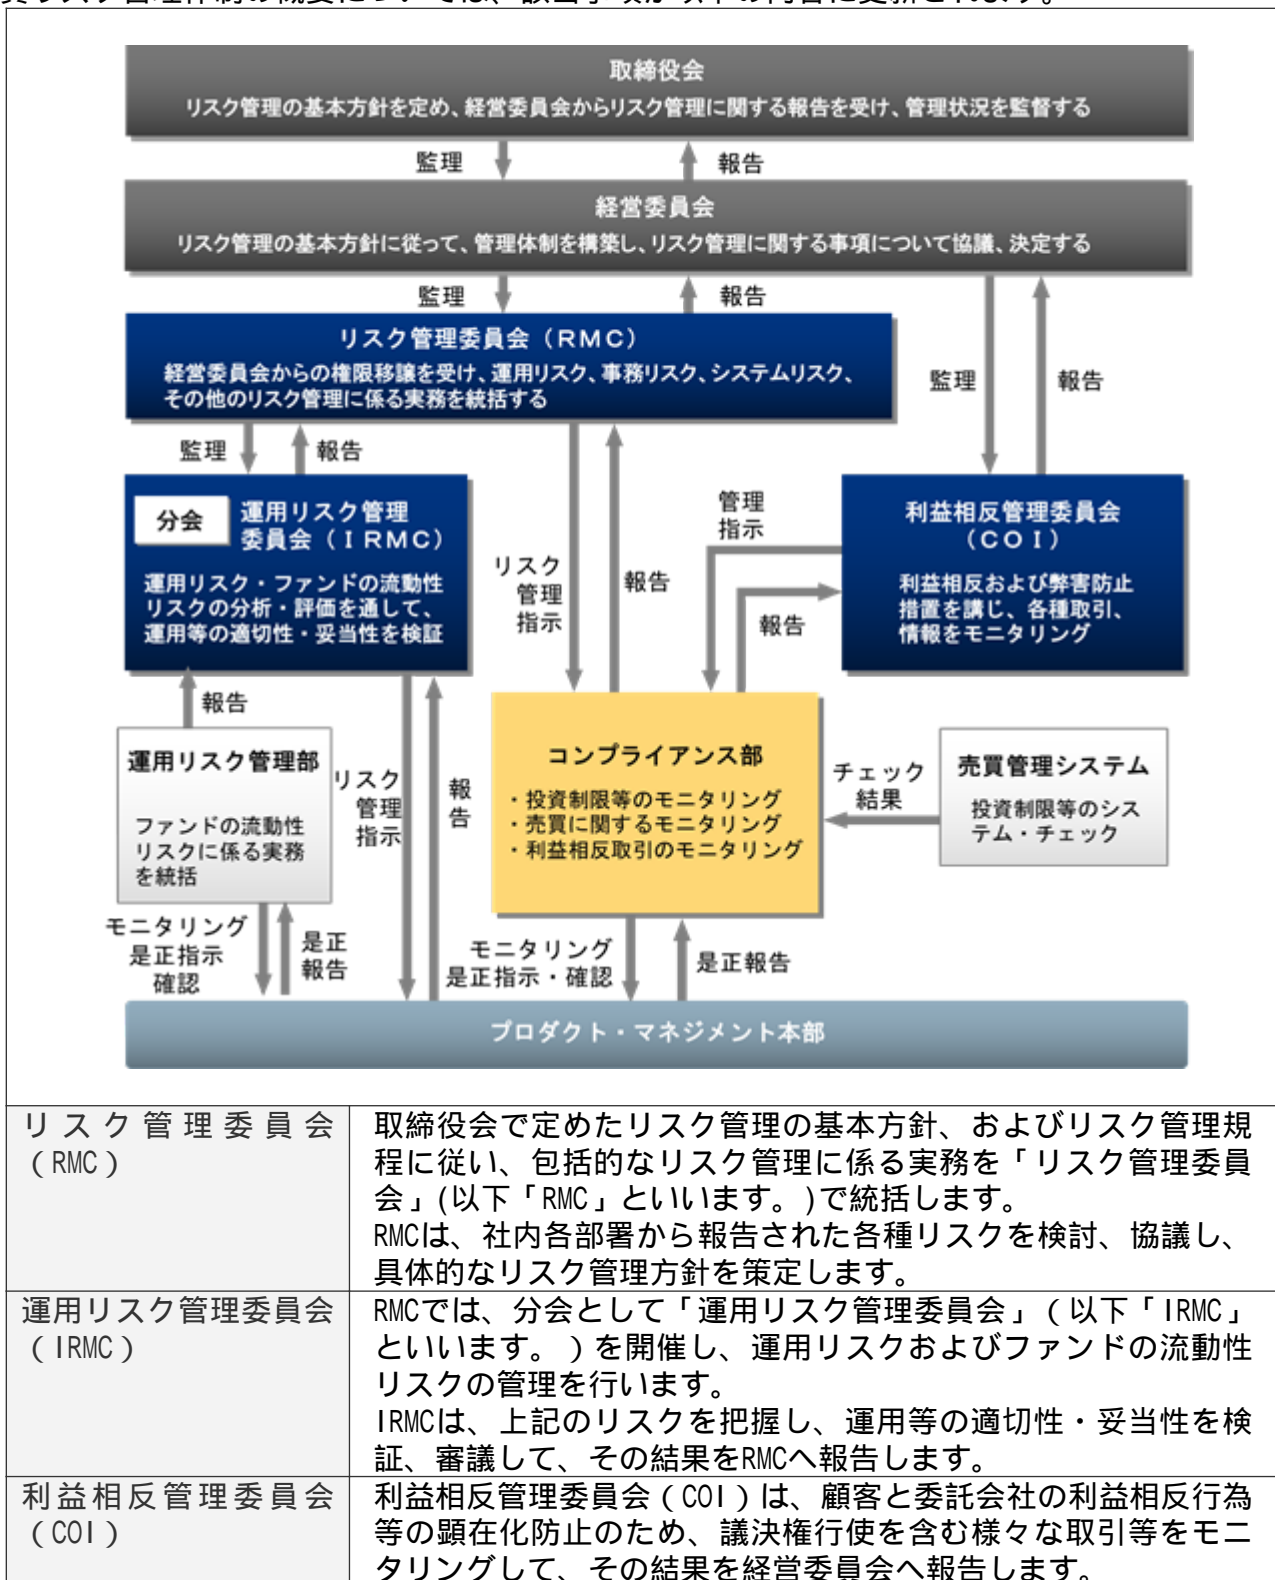 投資リスク管理体制の概要については、該当事項が以下の内容に更新されます。
取締役会
リスク管理の基本方針を定め、経営委員会からリスク管理に関する報告を受け、管理状況を監督する
監理
報告
経営委員会
リスク管理の基本方針に従って、管理体制を構築し、リスク管理に関する事項について協議、決定する
監理
報告
リスク管理委員会（RMC）
経営委員会からの権限移譲を受け、運用リスク、事務リスク、システムリスク、
その他のリスク管理に係る実務を統括する
監理
報告
監理
報告
分会
運用リスク管理
委員会（IRMC）
運用リスク・ファンドの流動性
リスクの分析・評価を通して、
運用等の適切性・妥当性を検証
リスク
管理
指示
報告
管理
指示
報告
利益相反管理委員会
（COI）
利益相反および弊害防止
措置を講じ、各種取引、
情報をモニタリング
報告
運用リスク管理部
ファンドの流動性
リスクに係る実務
を統括
リスク
管理
指示
報
告
コンプライアンス部
・投資制限等のモニタリング
・売買に関するモニタリング
・利益相反取引のモニタリング
チェック
結果
売買管理システム
投資制限等のシス
テム・チェック
モニタリング
是正指示
確認
是正
報告
モニタリング
是正指示・確認
是正報告
プロダクト・マネジメント本部
リスク管理委員会
（RMC）
取締役会で定めたリスク管理の基本方針、およびリスク管理規
程に従い、包括的なリスク管理に係る実務を「リスク管理委員
会」(以下「RMC」といいます。)で統括します。
RMCは、社内各部署から報告された各種リスクを検討、協議し、
具体的なリスク管理方針を策定します。
運用リスク管理委員会
（IRMC）
RMCでは、分会として「運用リスク管理委員会」（以下「IRMC」
といいます。）を開催し、運用リスクおよびファンドの流動性
リスクの管理を行います。
IRMCは、上記のリスクを把握し、運用等の適切性・妥当性を検
証、審議して、その結果をRMCへ報告します。
利益相反管理委員会
（COI）
利益相反管理委員会（COI）は、顧客と委託会社の利益相反行為
等の顕在化防止のため、議決権行使を含む様々な取引等をモニ
タリングして、その結果を経営委員会へ報告します。